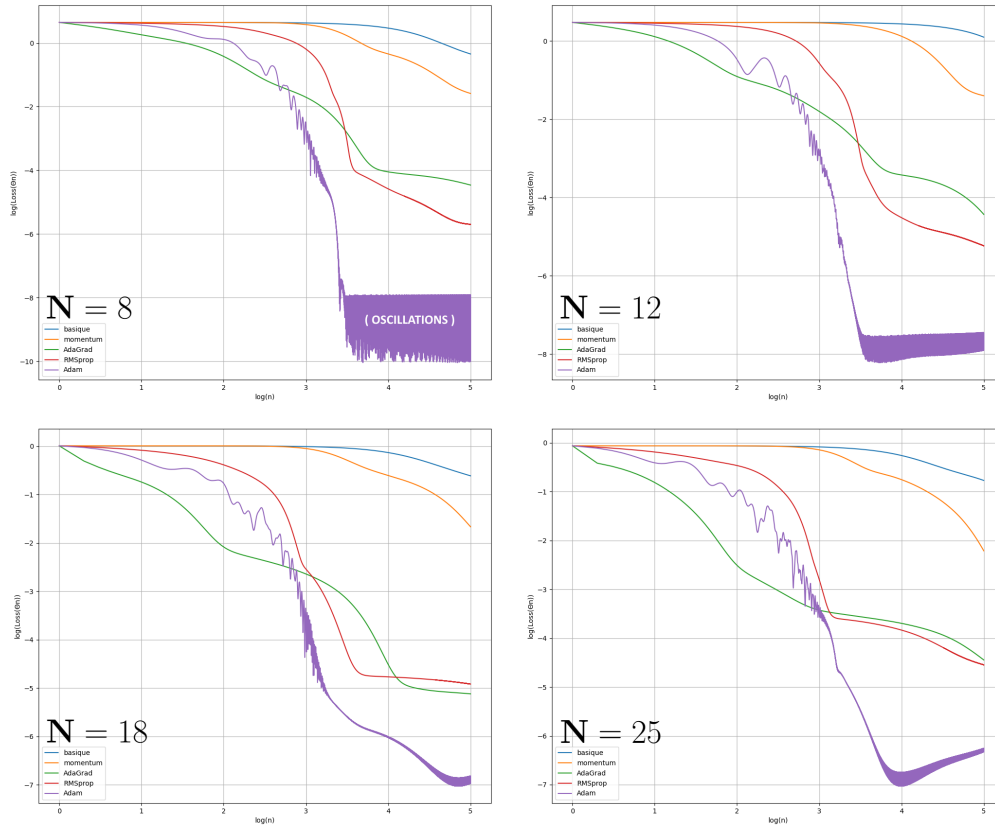 0
−2
−4
−6
−8
−10
log(Loss(Θn))
( OSCILLATIONS )
N = 8
basique
momentum
AdaGrad
RMSprop
Adam
0 1 2 3 4 5
log(n)
0
−2
−4
−6
−8
log(Loss(Θn))
N = 12
basique
momentum
AdaGrad
RMSprop
Adam
0 1 2 3 4 5
log(n)
0
−1
−2
−3
−4
−5
−6
−7
log(Loss(Θn))
N = 18
basique
momentum
AdaGrad
RMSprop
Adam
0 1 2 3 4 5
log(n)
0
−1
−2
−3
−4
−5
−6
−7
log(Loss(Θn))
N = 25
basique
momentum
AdaGrad
RMSprop
Adam
0 1 2 3 4 5
log(n)